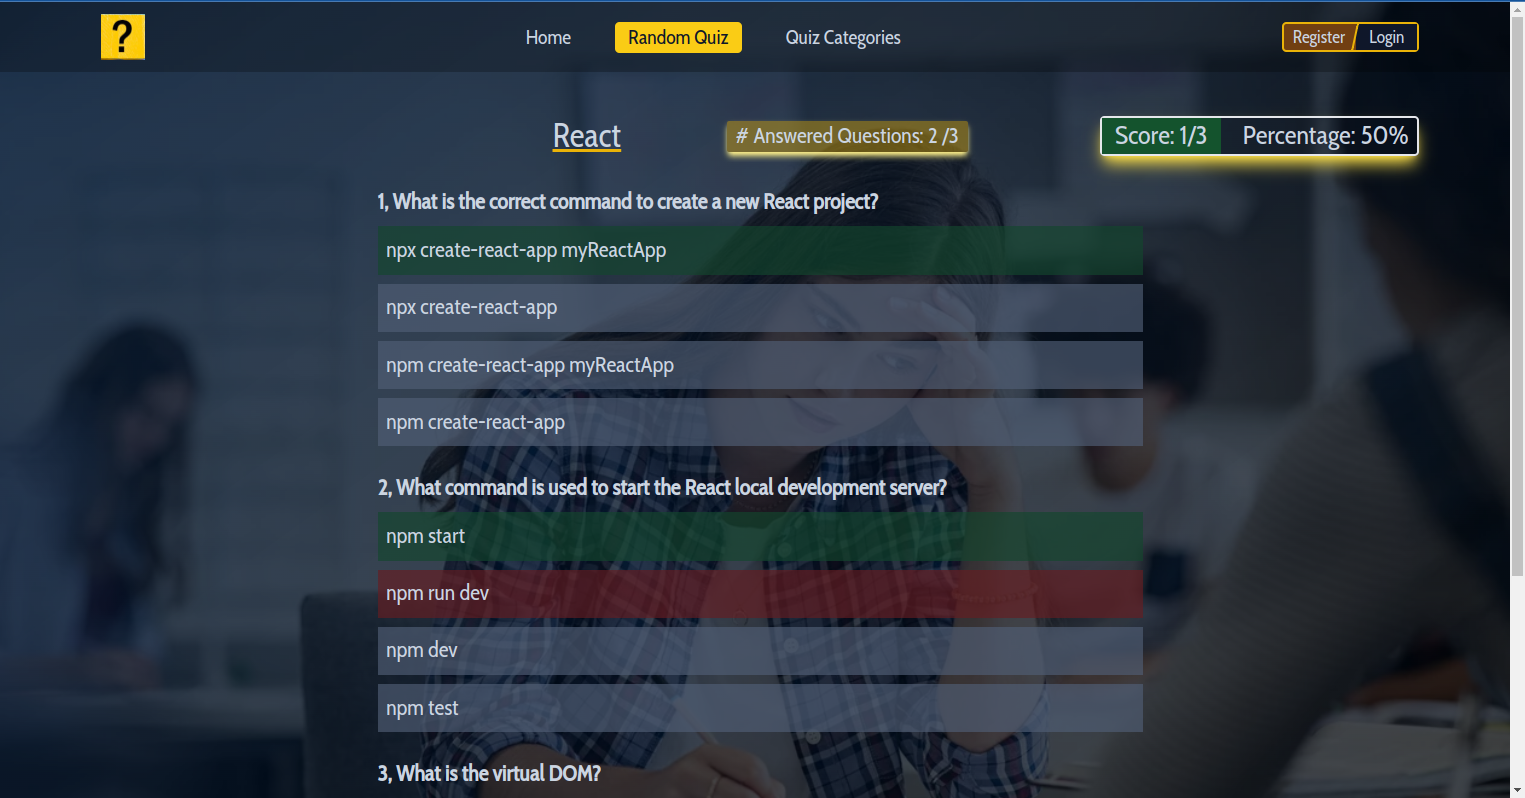 ?
Home
Random Quiz
Quiz Categories
Register
Login
React
# Answered Questions: 2 /3
Score: 1/3
Percentage: 50%
1, What is the correct command to create a new React project?
npx create-react-app myReactApp
npx create-react-app
npm create-react-app myReactApp
npm create-react-app
2, What command is used to start the React local development server?
npm start
npm run dev
npm dev
npm test
3, What is the virtual DOM?